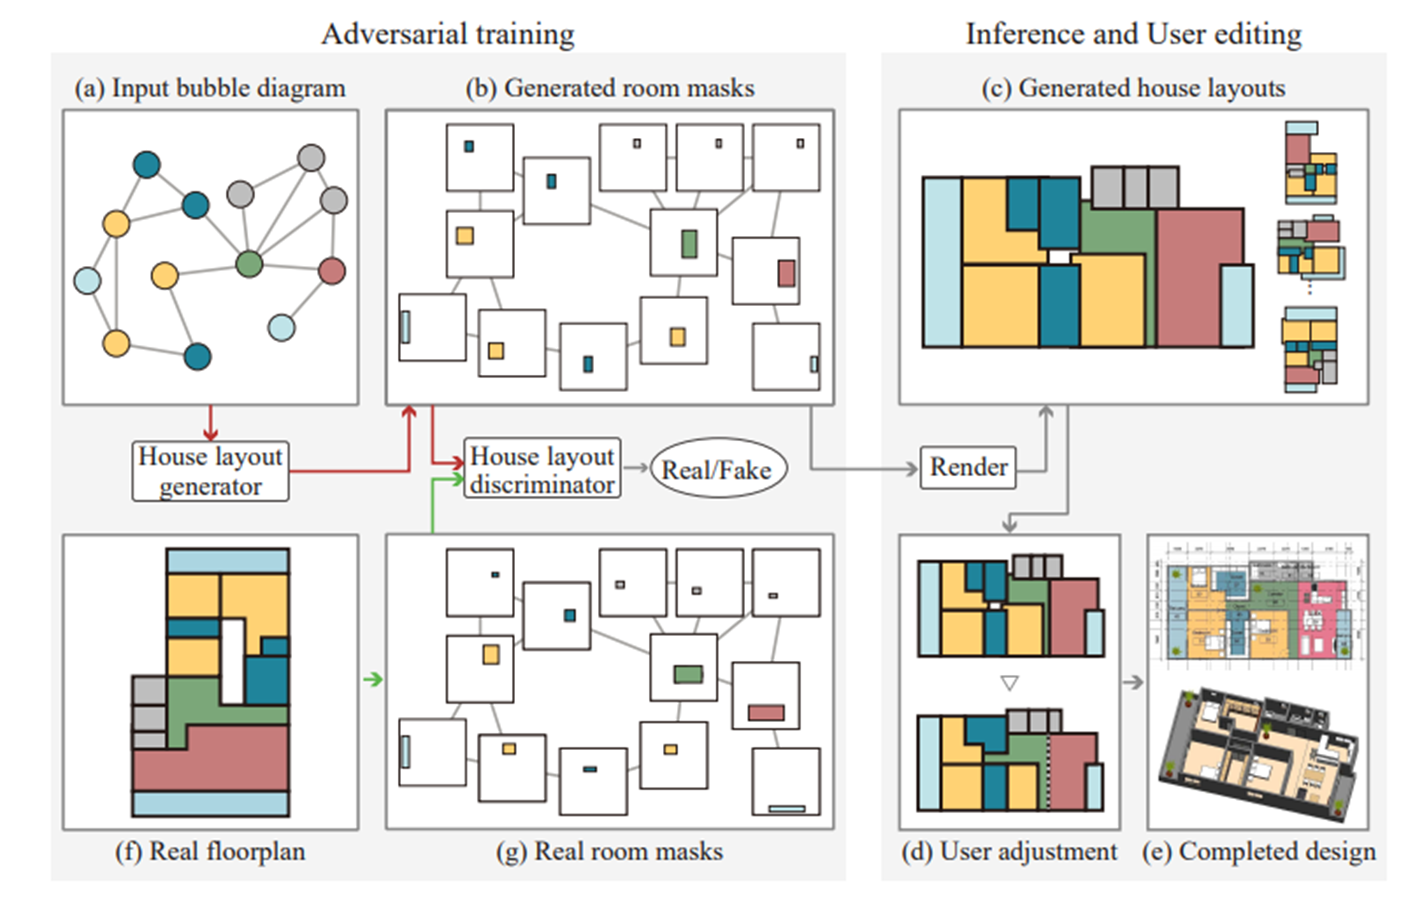 Adversarial training
Inference and User editing
(a) Input bubble diagram
(b) Generated room masks
(c) Generated house layouts
House layout
generator
House layout
discriminator
Real/Fake
Render
(f) Real floorplan
(g) Real room masks
(d) User adjustment
(e) Completed design